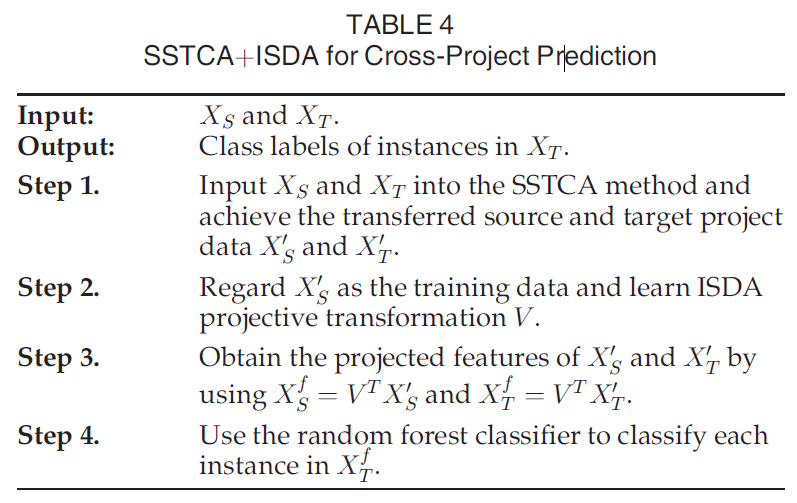 TABLE 4
SSTCA+ISDA for Cross-Project Prediction
Input: X_S and X_T.
Output: Class labels of instances in X_T.
Step 1. Input X_S and X_T into the SSTCA method and
achieve the transferred source and target project
data X′_S and X′_T.
Step 2. Regard X′_S as the training data and learn ISDA
projective transformation V.
Step 3. Obtain the projected features of X′_S and X′_T by
using X^f_S = V^T X′_S and X^f_T = V^T X′_T.
Step 4. Use the random forest classifier to classify each
instance in X^f_T.